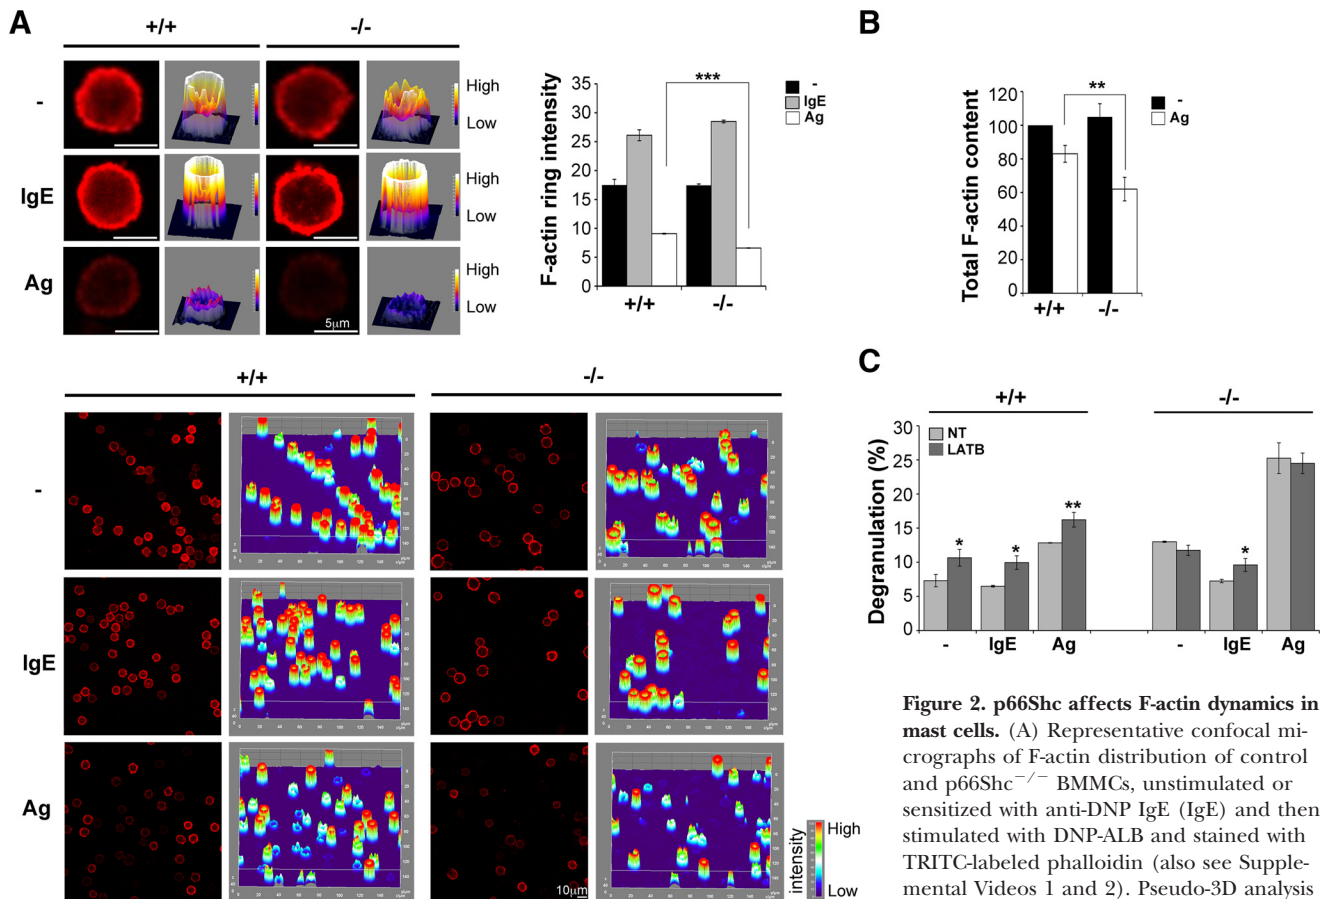 A
+/+ -/-
-
High
Low
IgE
High
Low
Ag
High
Low
5µm
F-actin ring intensity
35
30
25
20
15
10
5
0
***
-
IgE
Ag
+/+ -/-
B
Total F-actin content
120
100
80
60
40
20
0
**
-
Ag
+/+ -/-
+/+ -/-
-
IgE
Ag
10µm
intensity
High
Low
C
+/+ -/-
Degranulation (%)
30
25
20
15
10
5
0
NT
LATB
* * ** *
- IgE Ag - IgE Ag
Figure 2. p66Shc affects F-actin dynamics in
mast cells. (A) Representative confocal mi-
crographs of F-actin distribution of control
and p66Shc−/− BMMCs, unstimulated or
sensitized with anti-DNP IgE (IgE) and then
stimulated with DNP-ALB and stained with
TRITC-labeled phalloidin (also see Supple-
mental Videos 1 and 2). Pseudo-3D analysis